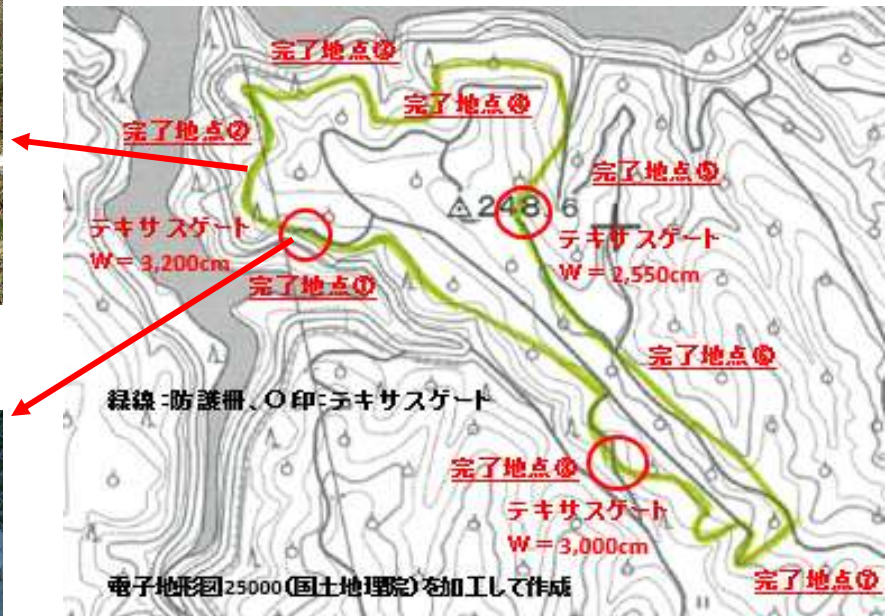 完了地点③
完了地点④
完了地点②
完了地点⑤
248.6
テキサスゲート
W=3,200cm
テキサスゲート
W=2,550cm
完了地点①
完了地点⑥
緑線:防護柵、〇印:テキサスゲート
完了地点⑧
テキサスゲート
W=3,000cm
電子地形図25000(国土地理院)を加工して作成
完了地点⑦